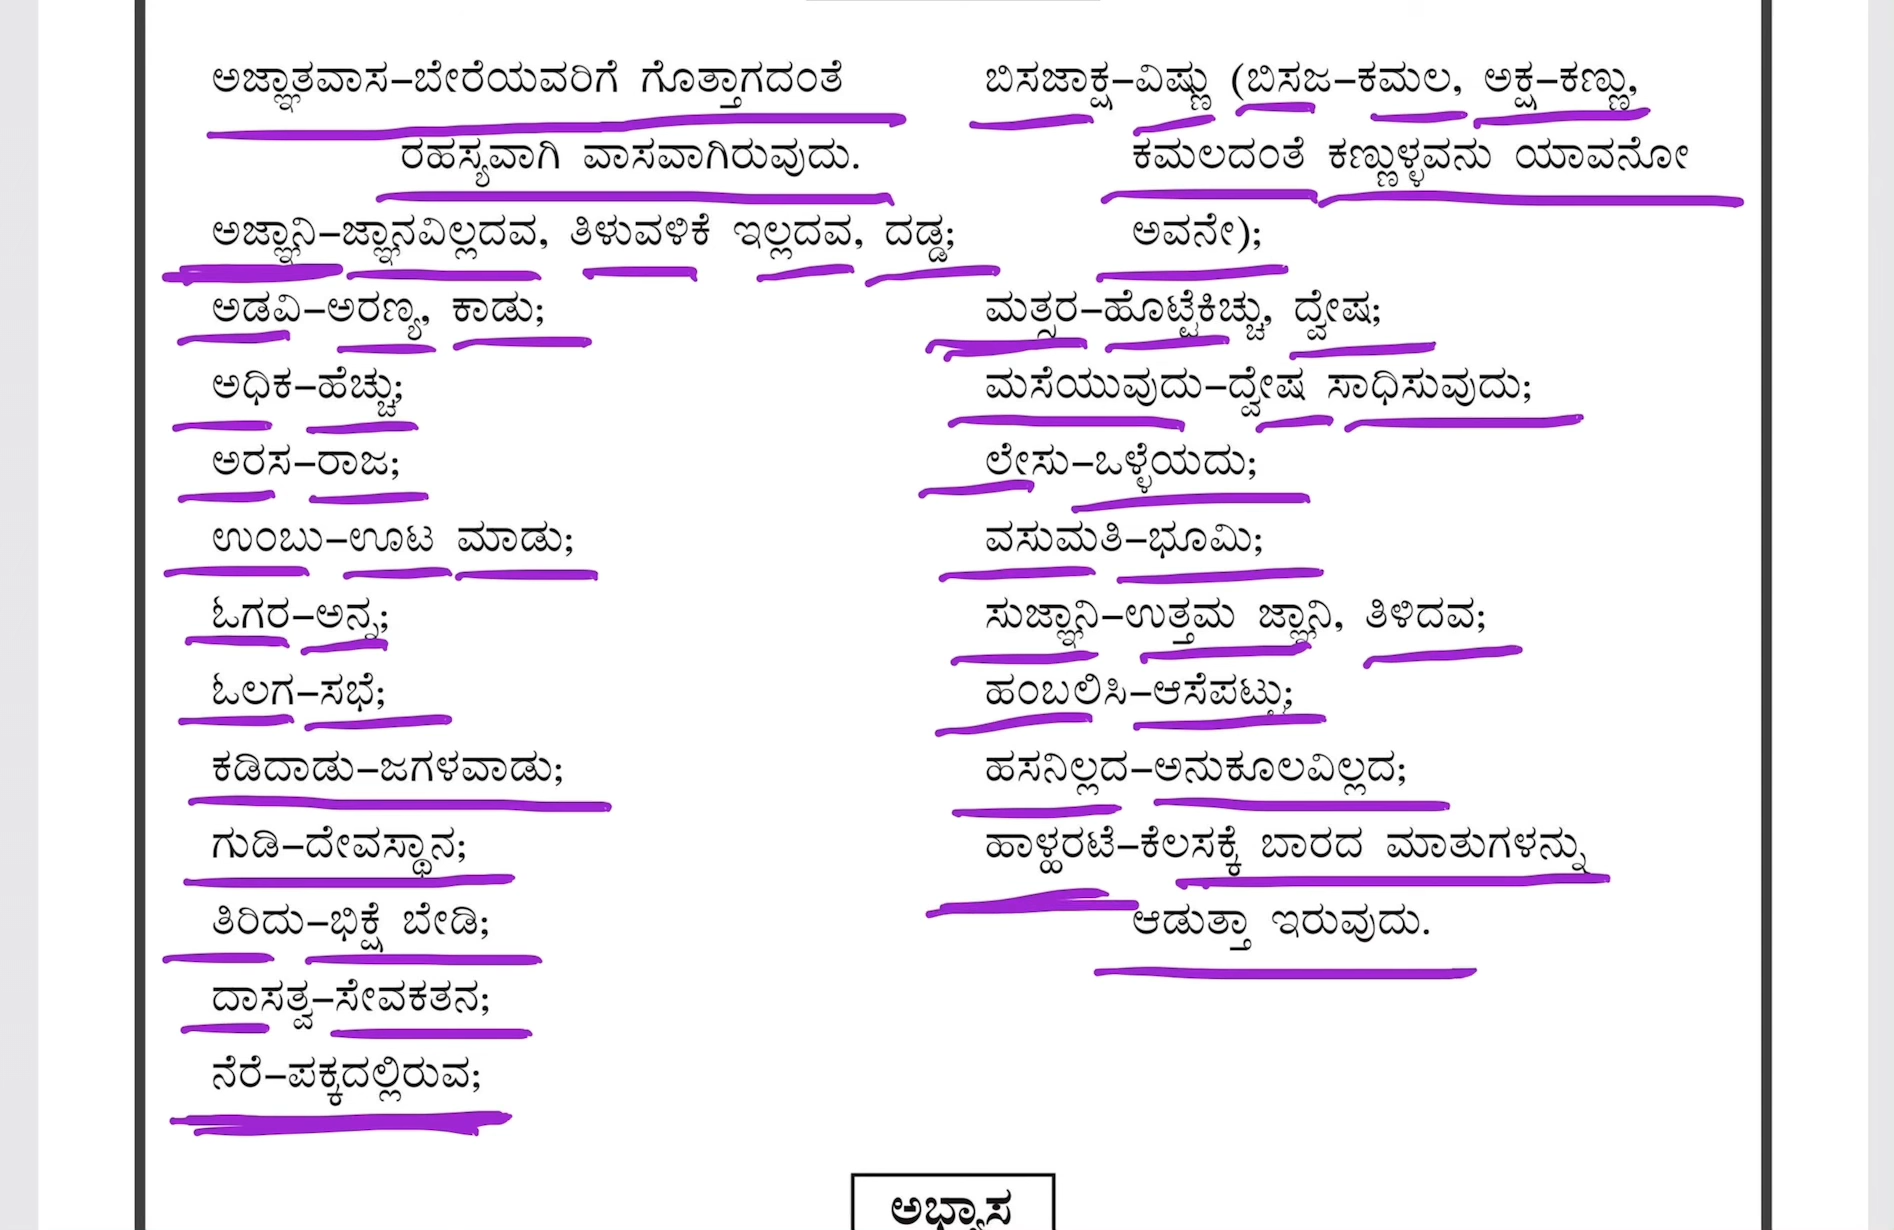 ಅಜ್ಞಾತವಾಸ–ಬೇರೆಯವರಿಗೆ ಗೊತ್ತಾಗದಂತೆ
ರಹಸ್ಯವಾಗಿ ವಾಸವಾಗಿರುವುದು.
ಅಜ್ಞಾನಿ–ಜ್ಞಾನವಿಲ್ಲದವ, ತಿಳುವಳಿಕೆ ಇಲ್ಲದವ, ದಡ್ಡ;
ಅಡವಿ–ಅರಣ್ಯ, ಕಾಡು;
ಅಧಿಕ–ಹೆಚ್ಚು;
ಅರಸ–ರಾಜ;
ಉಂಬು–ಊಟ ಮಾಡು;
ಓಗರ–ಅನ್ನ;
ಓಲಗ–ಸಭೆ;
ಕಡಿದಾಡು–ಜಗಳವಾಡು;
ಗುಡಿ–ದೇವಸ್ಥಾನ;
ತಿರಿದು–ಭಿಕ್ಷೆ ಬೇಡಿ;
ದಾಸತ್ವ–ಸೇವಕತನ;
ನೆರೆ–ಪಕ್ಕದಲ್ಲಿರುವ;
ಬಿಸಜಾಕ್ಷ–ವಿಷ್ಣು (ಬಿಸಜ–ಕಮಲ, ಅಕ್ಷ–ಕಣ್ಣು,
ಕಮಲದಂತೆ ಕಣ್ಣುಳ್ಳವನು ಯಾವನೋ
ಅವನೇ);
ಮತ್ಸರ–ಹೊಟ್ಟೆಕಿಚ್ಚು, ದ್ವೇಷ;
ಮಸೆಯುವುದು–ದ್ವೇಷ ಸಾಧಿಸುವುದು;
ಲೇಸು–ಒಳ್ಳೆಯದು;
ವಸುಮತಿ–ಭೂಮಿ;
ಸುಜ್ಞಾನಿ–ಉತ್ತಮ ಜ್ಞಾನಿ, ತಿಳಿದವ;
ಹಂಬಲಿಸಿ–ಆಸೆಪಟ್ಟು;
ಹಸನಿಲ್ಲದ–ಅನುಕೂಲವಿಲ್ಲದ;
ಹಾಳ್ಹರಟೆ–ಕೆಲಸಕ್ಕೆ ಬಾರದ ಮಾತುಗಳನ್ನು
ಆಡುತ್ತಾ ಇರುವುದು.
ಅಭ್ಯಾಸ